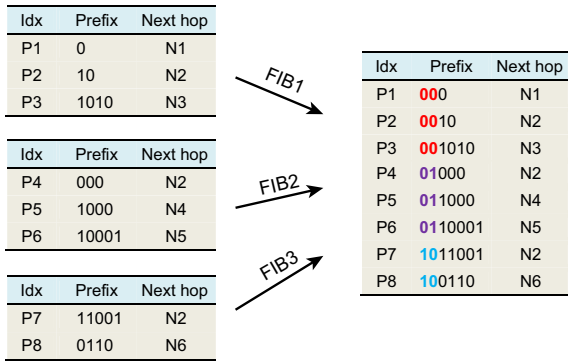 Idx Prefix Next hop
P1 0 N1
P2 10 N2
P3 1010 N3
Idx Prefix Next hop
P4 000 N2
P5 1000 N4
P6 10001 N5
Idx Prefix Next hop
P7 11001 N2
P8 0110 N6
FIB1
FIB2
FIB3
Idx Prefix Next hop
P1 000 N1
P2 0010 N2
P3 001010 N3
P4 01000 N2
P5 011000 N4
P6 0110001 N5
P7 1011001 N2
P8 100110 N6